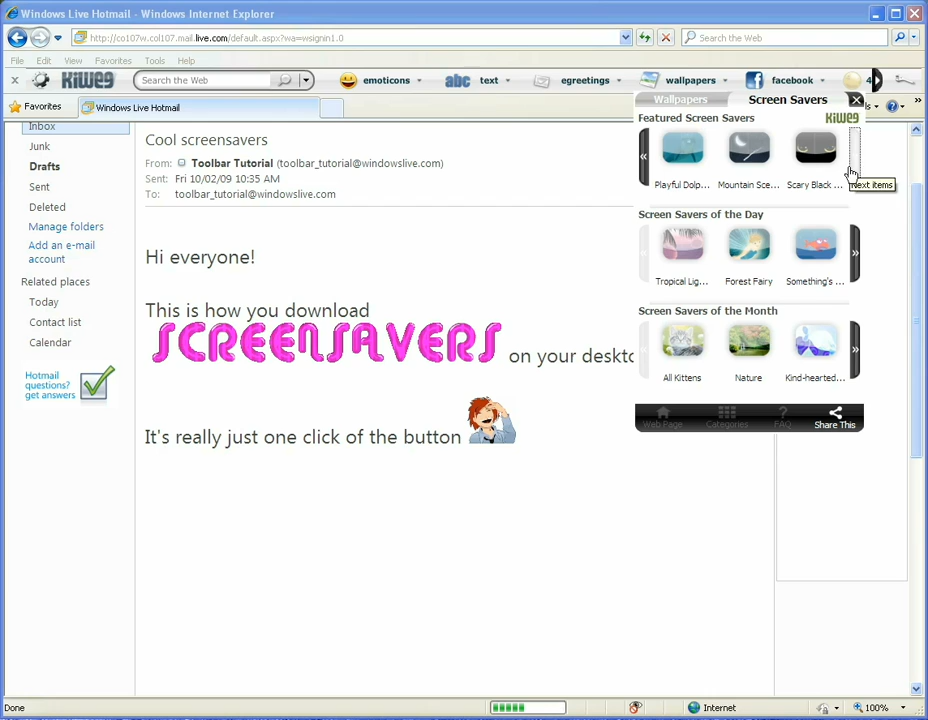 Windows Live Hotmail - Windows Internet Explorer
http://co107w.col107.mail.live.com/default.aspx?wa=wsignin1.0
Search the Web
File Edit View Favorites Tools Help
KIWEE
Search the Web
emoticons
abc text
egreetings
wallpapers
facebook
Favorites
Windows Live Hotmail
Wallpapers
Screen Savers
Inbox
Junk
Drafts
Sent
Deleted
Manage folders
Add an e-mail
account
Related places
Today
Contact list
Calendar
Hotmail
questions?
get answers
Cool screensavers
From: Toolbar Tutorial (toolbar_tutorial@windowslive.com)
Sent: Fri 10/02/09 10:35 AM
To: toolbar_tutorial@windowslive.com
Hi everyone!
This is how you download
SCREENSAVERS on your deskto
It's really just one click of the button
Featured Screen Savers
KIWEE
Playful Dolp... Mountain Sce... Scary Black ...
Next items
Screen Savers of the Day
Tropical Lig... Forest Fairy Something's ...
Screen Savers of the Month
All Kittens Nature Kind-hearted...
Web Page Categories FAQ Share This
Done
Internet
100%